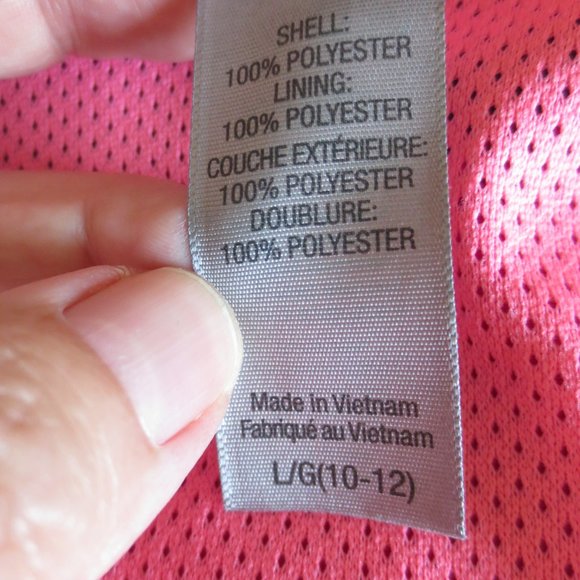 SHELL:
100% POLYESTER
LINING:
100% POLYESTER
COUCHE EXTÉRIEURE:
100% POLYESTER
DOUBLURE:
100% POLYESTER
Made In Vietnam
Fabriqué au Vietnam
L/G(10-12)